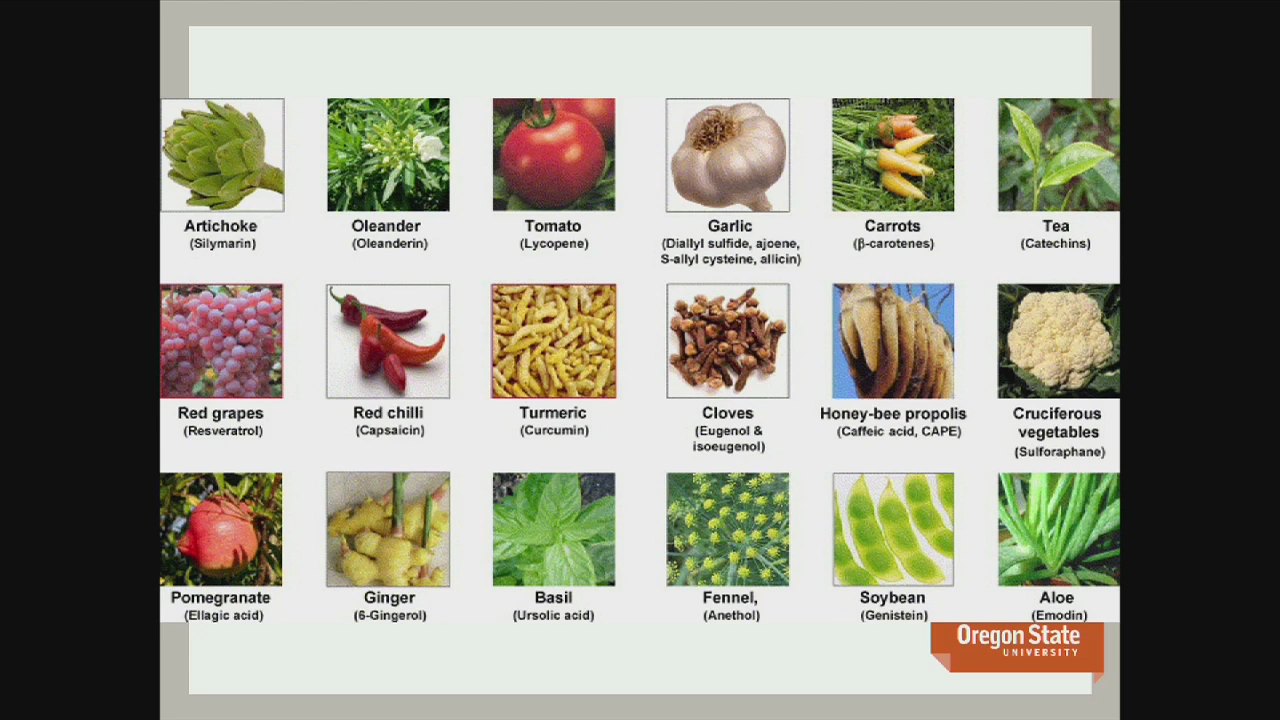 Artichoke
(Silymarin)
Oleander
(Oleanderin)
Tomato
(Lycopene)
Garlic
(Diallyl sulfide, ajoene,
S-allyl cysteine, allicin)
Carrots
(β-carotenes)
Tea
(Catechins)
Red grapes
(Resveratrol)
Red chilli
(Capsaicin)
Turmeric
(Curcumin)
Cloves
(Eugenol &
isoeugenol)
Honey-bee propolis
(Caffeic acid, CAPE)
Cruciferous
vegetables
(Sulforaphane)
Pomegranate
(Ellagic acid)
Ginger
(6-Gingerol)
Basil
(Ursolic acid)
Fennel,
(Anethol)
Soybean
(Genistein)
Aloe
(Emodin)
Oregon State
UNIVERSITY